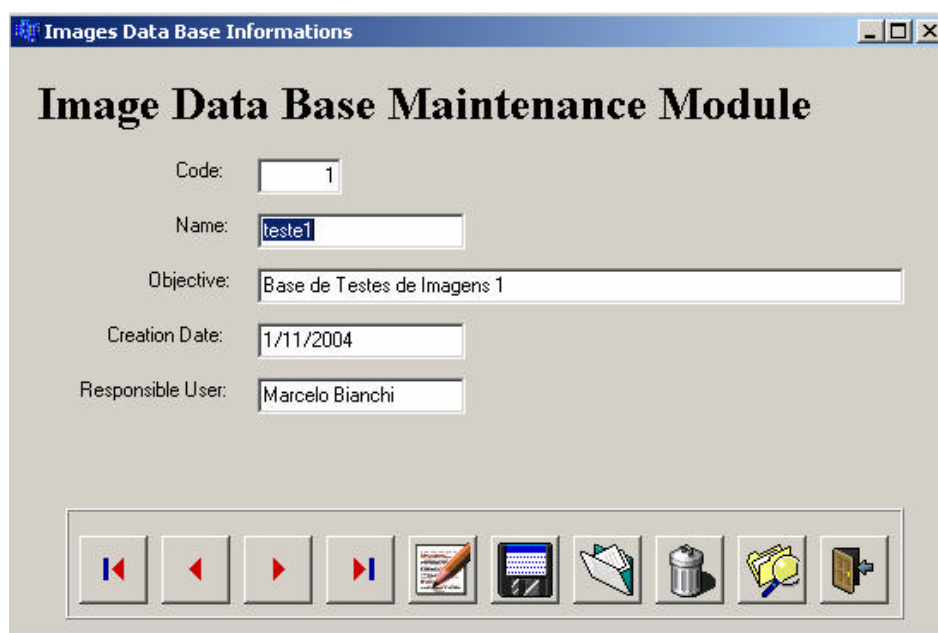 Images Data Base Informations
Image Data Base Maintenance Module
Code: 1
Name: teste1
Objective: Base de Testes de Imagens 1
Creation Date: 1/11/2004
Responsible User: Marcelo Bianchi